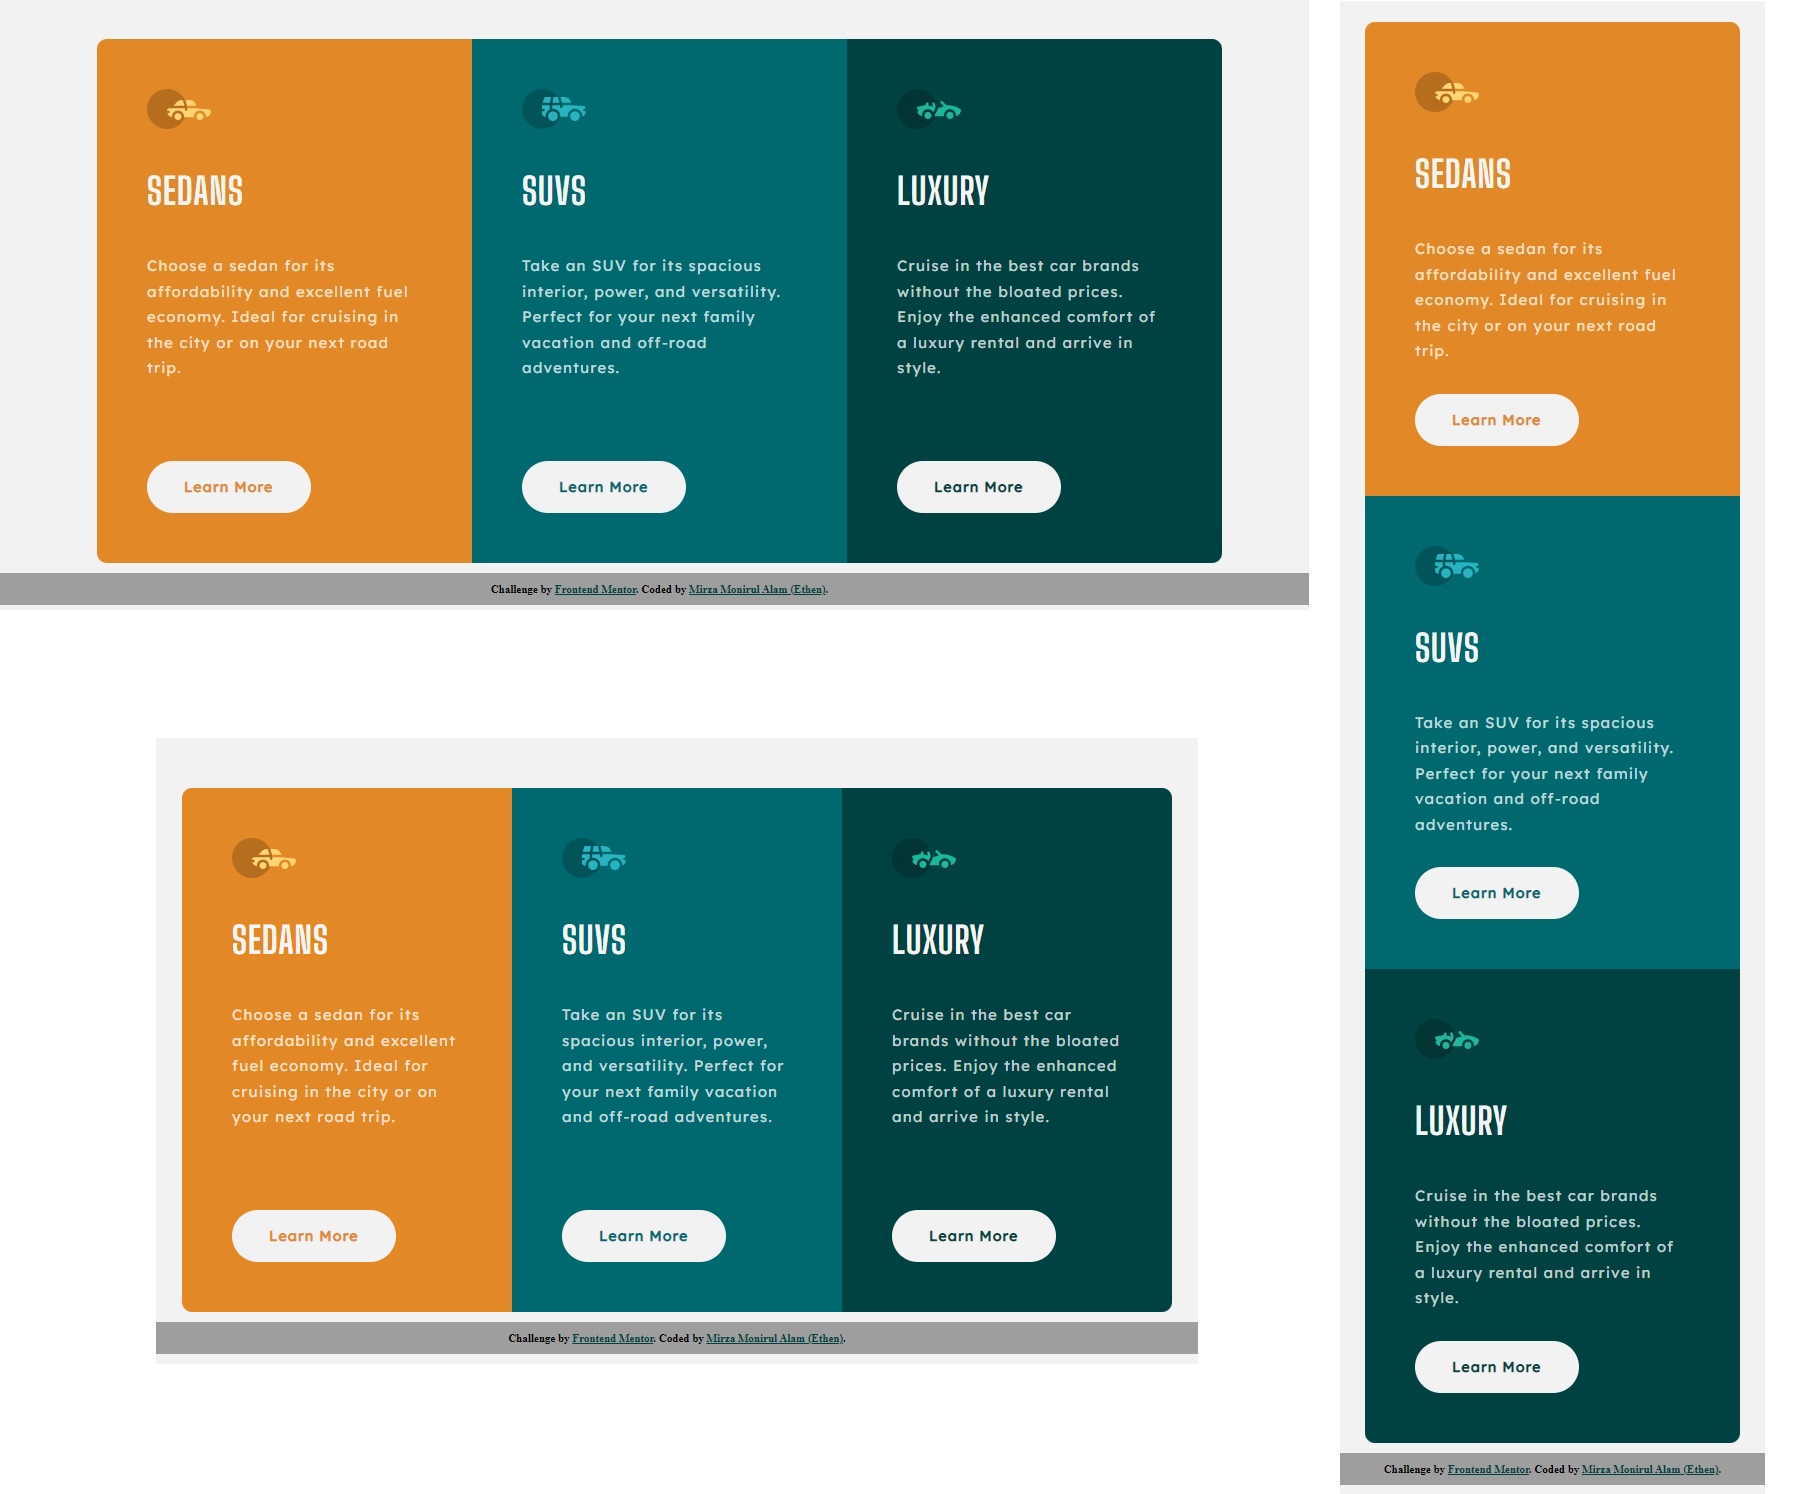 SEDANS
Choose a sedan for its
affordability and excellent fuel
economy. Ideal for cruising in
the city or on your next road
trip.
Learn More
SUVS
Take an SUV for its spacious
interior, power, and versatility.
Perfect for your next family
vacation and off-road
adventures.
Learn More
LUXURY
Cruise in the best car brands
without the bloated prices.
Enjoy the enhanced comfort of
a luxury rental and arrive in
style.
Learn More
Challenge by Frontend Mentor. Coded by Mirza Monirul Alam (Ethen).
SEDANS
Choose a sedan for its
affordability and excellent
fuel economy. Ideal for
cruising in the city or on
your next road trip.
Learn More
SUVS
Take an SUV for its
spacious interior, power,
and versatility. Perfect for
your next family vacation
and off-road adventures.
Learn More
LUXURY
Cruise in the best car
brands without the bloated
prices. Enjoy the enhanced
comfort of a luxury rental
and arrive in style.
Learn More
Challenge by Frontend Mentor. Coded by Mirza Monirul Alam (Ethen).
SEDANS
Choose a sedan for its
affordability and excellent fuel
economy. Ideal for cruising in
the city or on your next road
trip.
Learn More
SUVS
Take an SUV for its spacious
interior, power, and versatility.
Perfect for your next family
vacation and off-road
adventures.
Learn More
LUXURY
Cruise in the best car brands
without the bloated prices.
Enjoy the enhanced comfort of
a luxury rental and arrive in
style.
Learn More
Challenge by Frontend Mentor. Coded by Mirza Monirul Alam (Ethen).